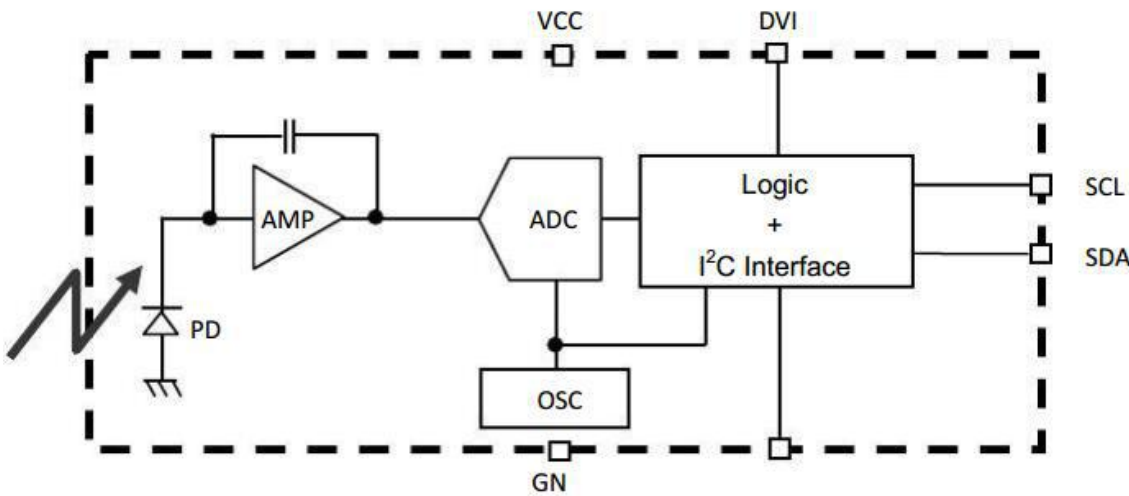 VCC
DVI
AMP
ADC
Logic
+
I²C Interface
SCL
SDA
PD
OSC
GN